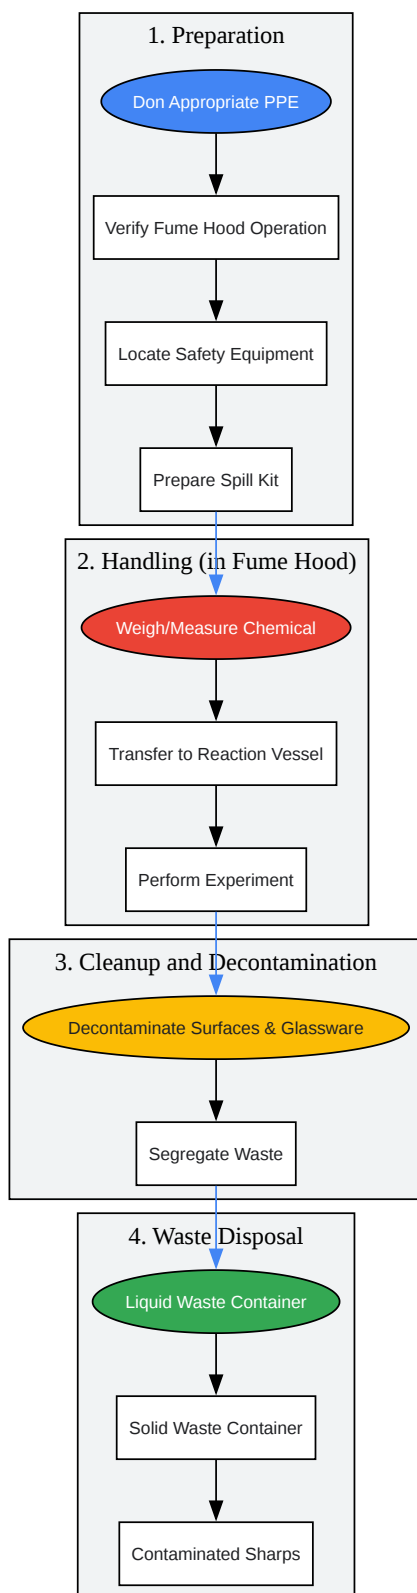 1. Preparation
Don Appropriate PPE
Verify Fume Hood Operation
Locate Safety Equipment
Prepare Spill Kit
2. Handling (in Fume Hood)
Weigh/Measure Chemical
Transfer to Reaction Vessel
Perform Experiment
3. Cleanup and Decontamination
Decontaminate Surfaces & Glassware
Segregate Waste
4. Waste Disposal
Liquid Waste Container
Solid Waste Container
Contaminated Sharps